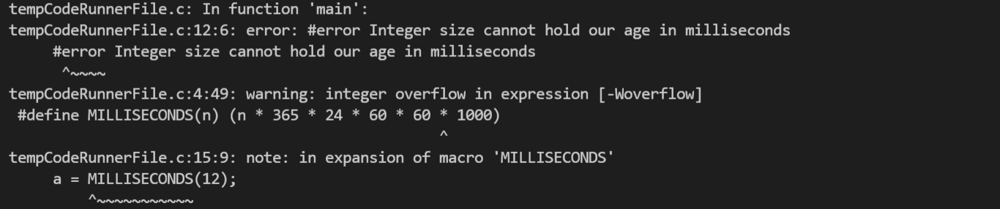 tempCodeRunnerFile.c: In function 'main':
tempCodeRunnerFile.c:12:6: error: #error Integer size cannot hold our age in milliseconds
     #error Integer size cannot hold our age in milliseconds
      ^~~~~
tempCodeRunnerFile.c:4:49: warning: integer overflow in expression [-Woverflow]
 #define MILLISECONDS(n) (n * 365 * 24 * 60 * 60 * 1000)
                                                 ^
tempCodeRunnerFile.c:15:9: note: in expansion of macro 'MILLISECONDS'
     a = MILLISECONDS(12);
         ^~~~~~~~~~~~